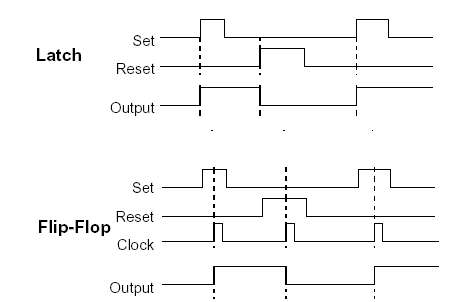 Set
Latch
Reset
Output
Set
Reset
Flip-Flop
Clock
Output